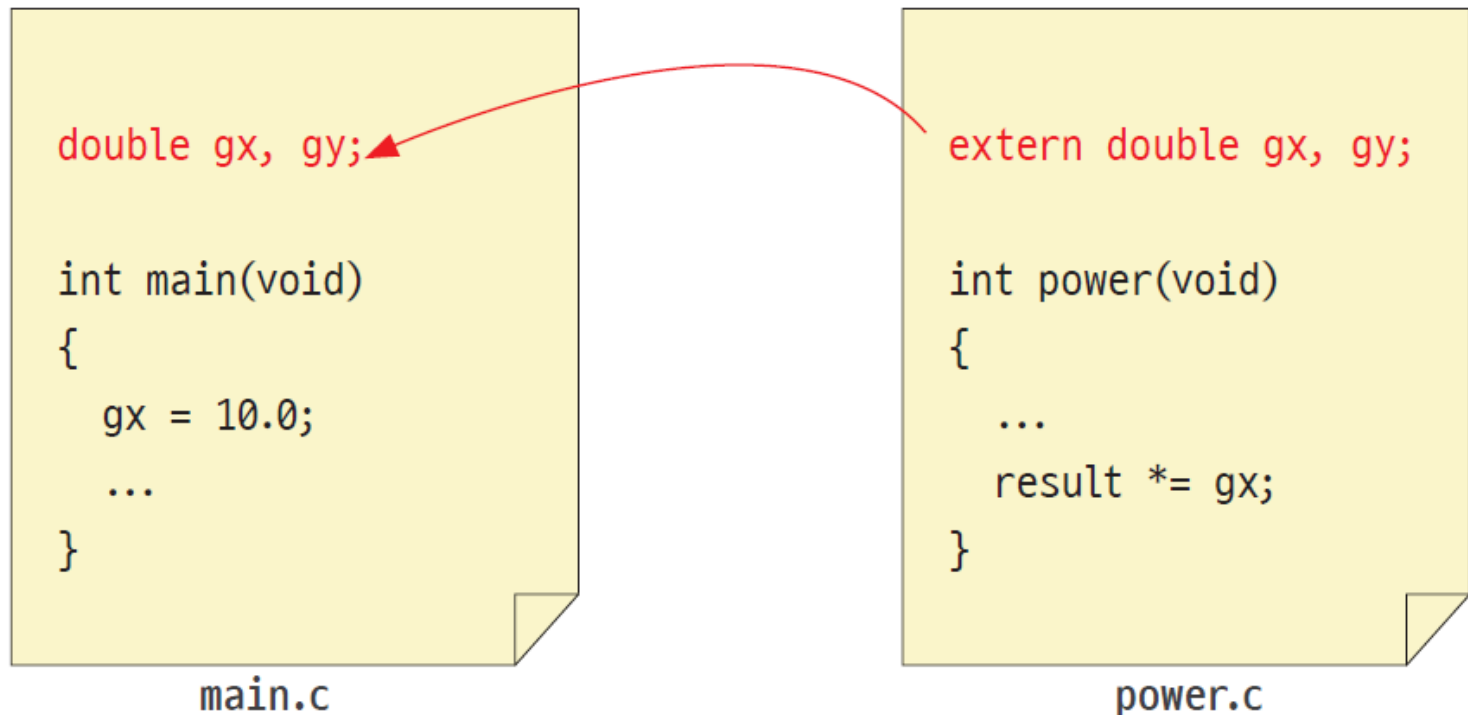 double gx, gy;
int main(void)
{
gx = 10.0;
...
}
main.c
extern double gx, gy;
int power(void)
{
...
result *= gx;
}
power.c